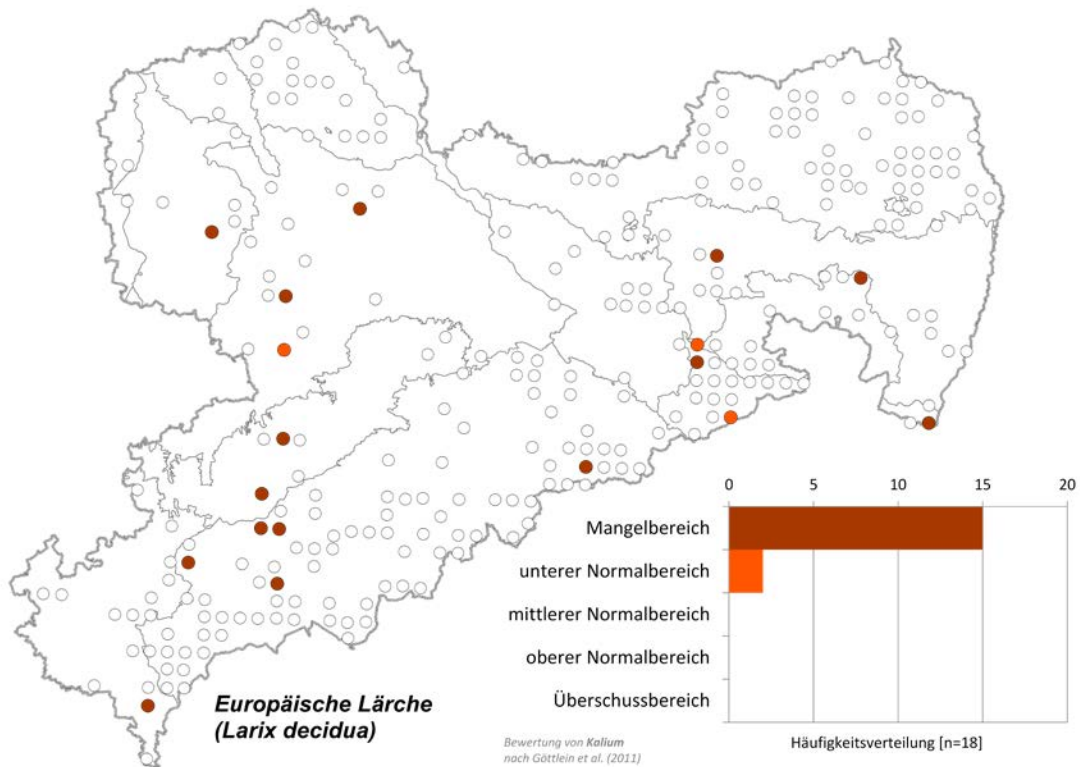 0 5 10 15 20
Mangelbereich
unterer Normalbereich
mittlerer Normalbereich
oberer Normalbereich
Überschussbereich
Europäische Lärche
(Larix decidua)
Bewertung von Kalium
nach Göttlein et al. (2011)
Häufigkeitsverteilung [n=18]